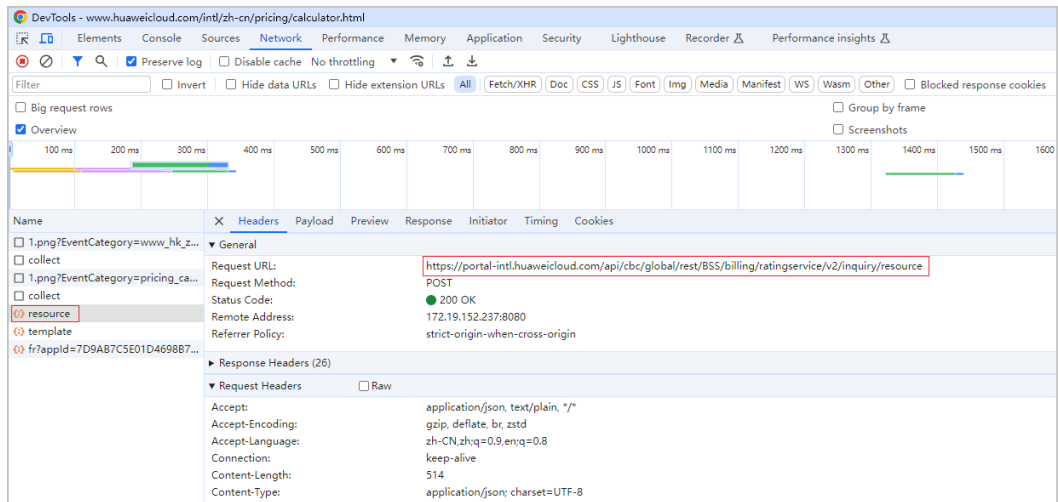 DevTools - www.huaweicloud.com/intl/zh-cn/pricing/calculator.html
Elements Console Sources Network Performance Memory Application Security Lighthouse Recorder Performance insights
Preserve log Disable cache No throttling
Filter Invert Hide data URLs Hide extension URLs All Fetch/XHR Doc CSS JS Font Img Media Manifest WS Wasm Other Blocked response cookies
Big request rows Group by frame
Overview Screenshots
100 ms 200 ms 300 ms 400 ms 500 ms 600 ms 700 ms 800 ms 900 ms 1000 ms 1100 ms 1200 ms 1300 ms 1400 ms 1500 ms 1600
Name Headers Payload Preview Response Initiator Timing Cookies
1.png?EventCategory=www_hk_z... General
collect Request URL: https://portal-intl.huaweicloud.com/api/cbc/global/rest/BSS/billing/ratingservice/v2/inquiry/resource
1.png?EventCategory=pricing_ca... Request Method: POST
collect Status Code: 200 OK
resource Remote Address: 172.19.152.237:8080
template Referrer Policy: strict-origin-when-cross-origin
fr?appId=7D9AB7C5E01D4698B7...
Response Headers (26)
Request Headers Raw
Accept: application/json, text/plain, */*
Accept-Encoding: gzip, deflate, br, zstd
Accept-Language: zh-CN,zh;q=0.9,en;q=0.8
Connection: keep-alive
Content-Length: 514
Content-Type: application/json; charset=UTF-8